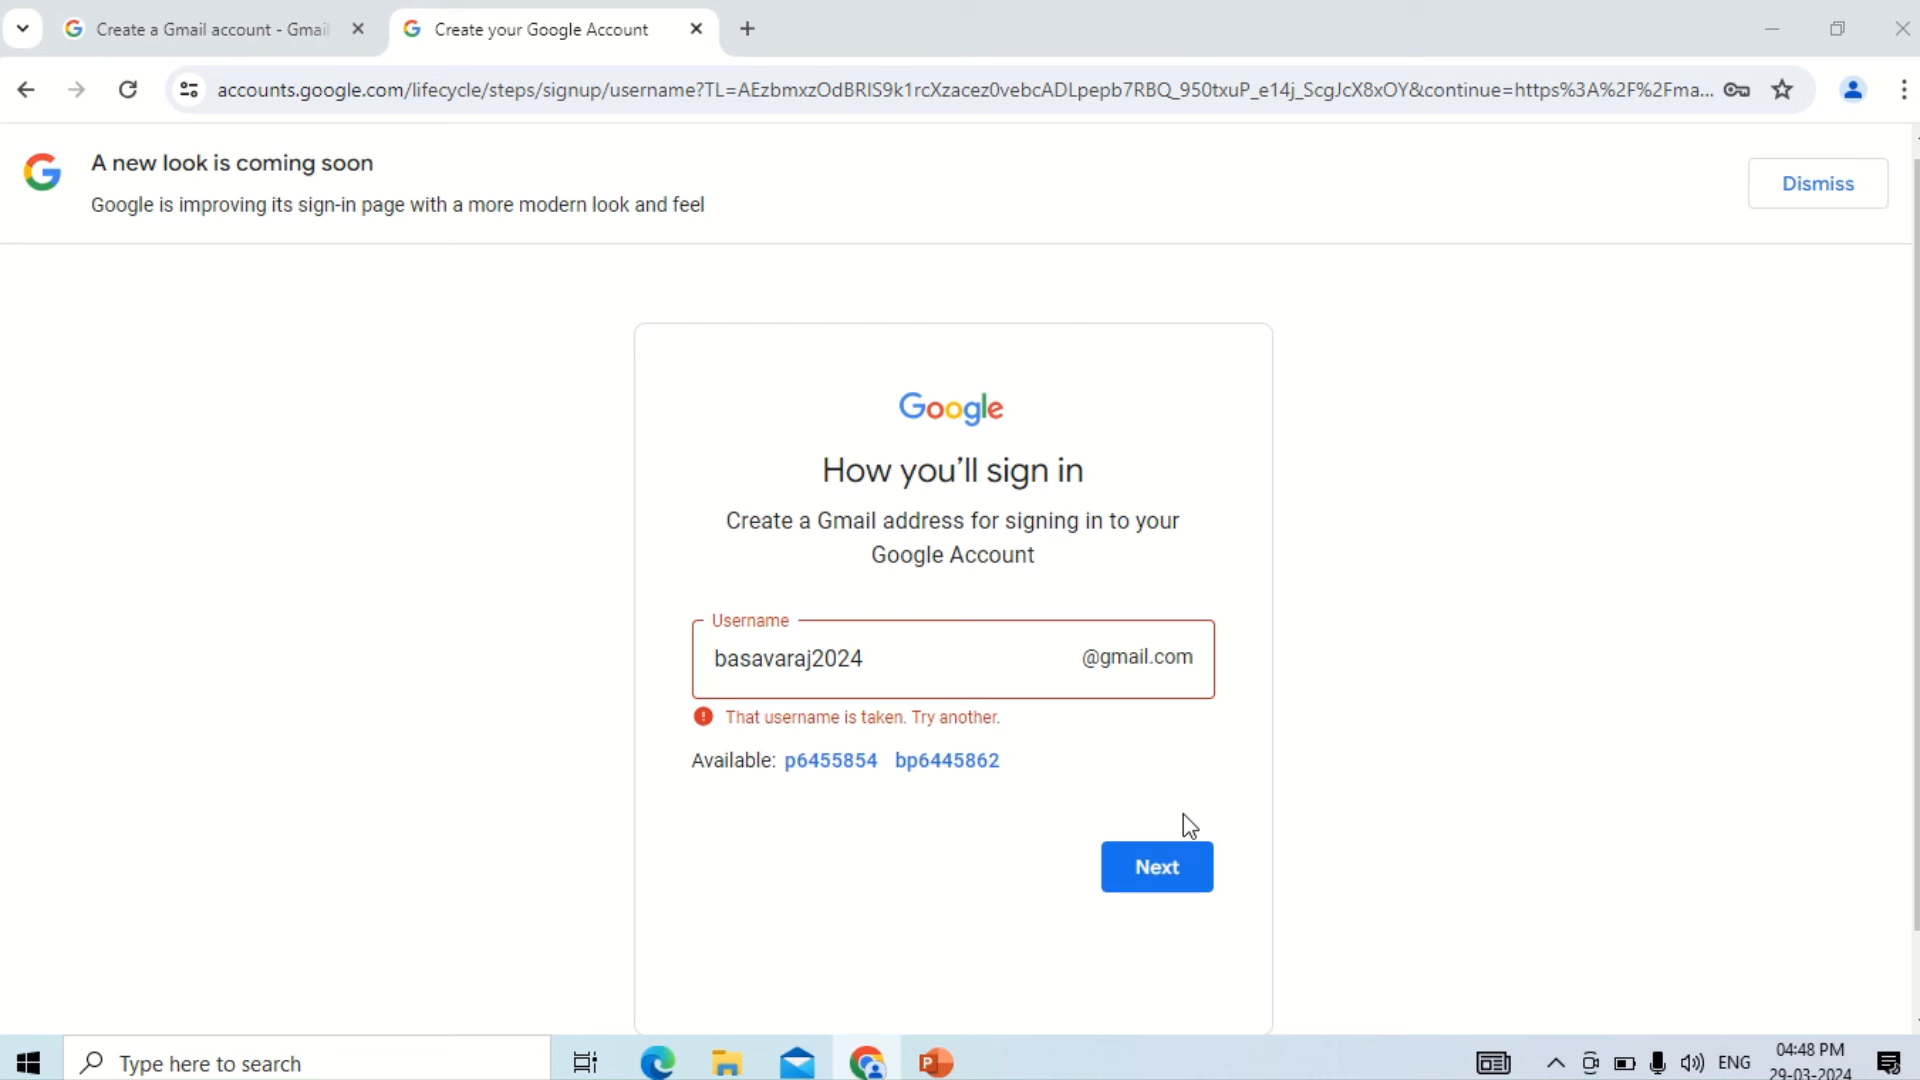 Create a Gmail account - Gmail
Create your Google Account
accounts.google.com/lifecycle/steps/signup/username?TL=AEzbmxzOdBRlS9k1rcXzacez0vebcADLpepb7RBQ_950txuP_e14j_ScgJcX8xOY&continue=https%3A%2F%2Fma...
A new look is coming soon
Google is improving its sign-in page with a more modern look and feel
Dismiss
Google
How you’ll sign in
Create a Gmail address for signing in to your
Google Account
Username
basavaraj2024 @gmail.com
That username is taken. Try another.
Available: p6455854 bp6445862
Next
Type here to search
ENG
04:48 PM
29-03-2024